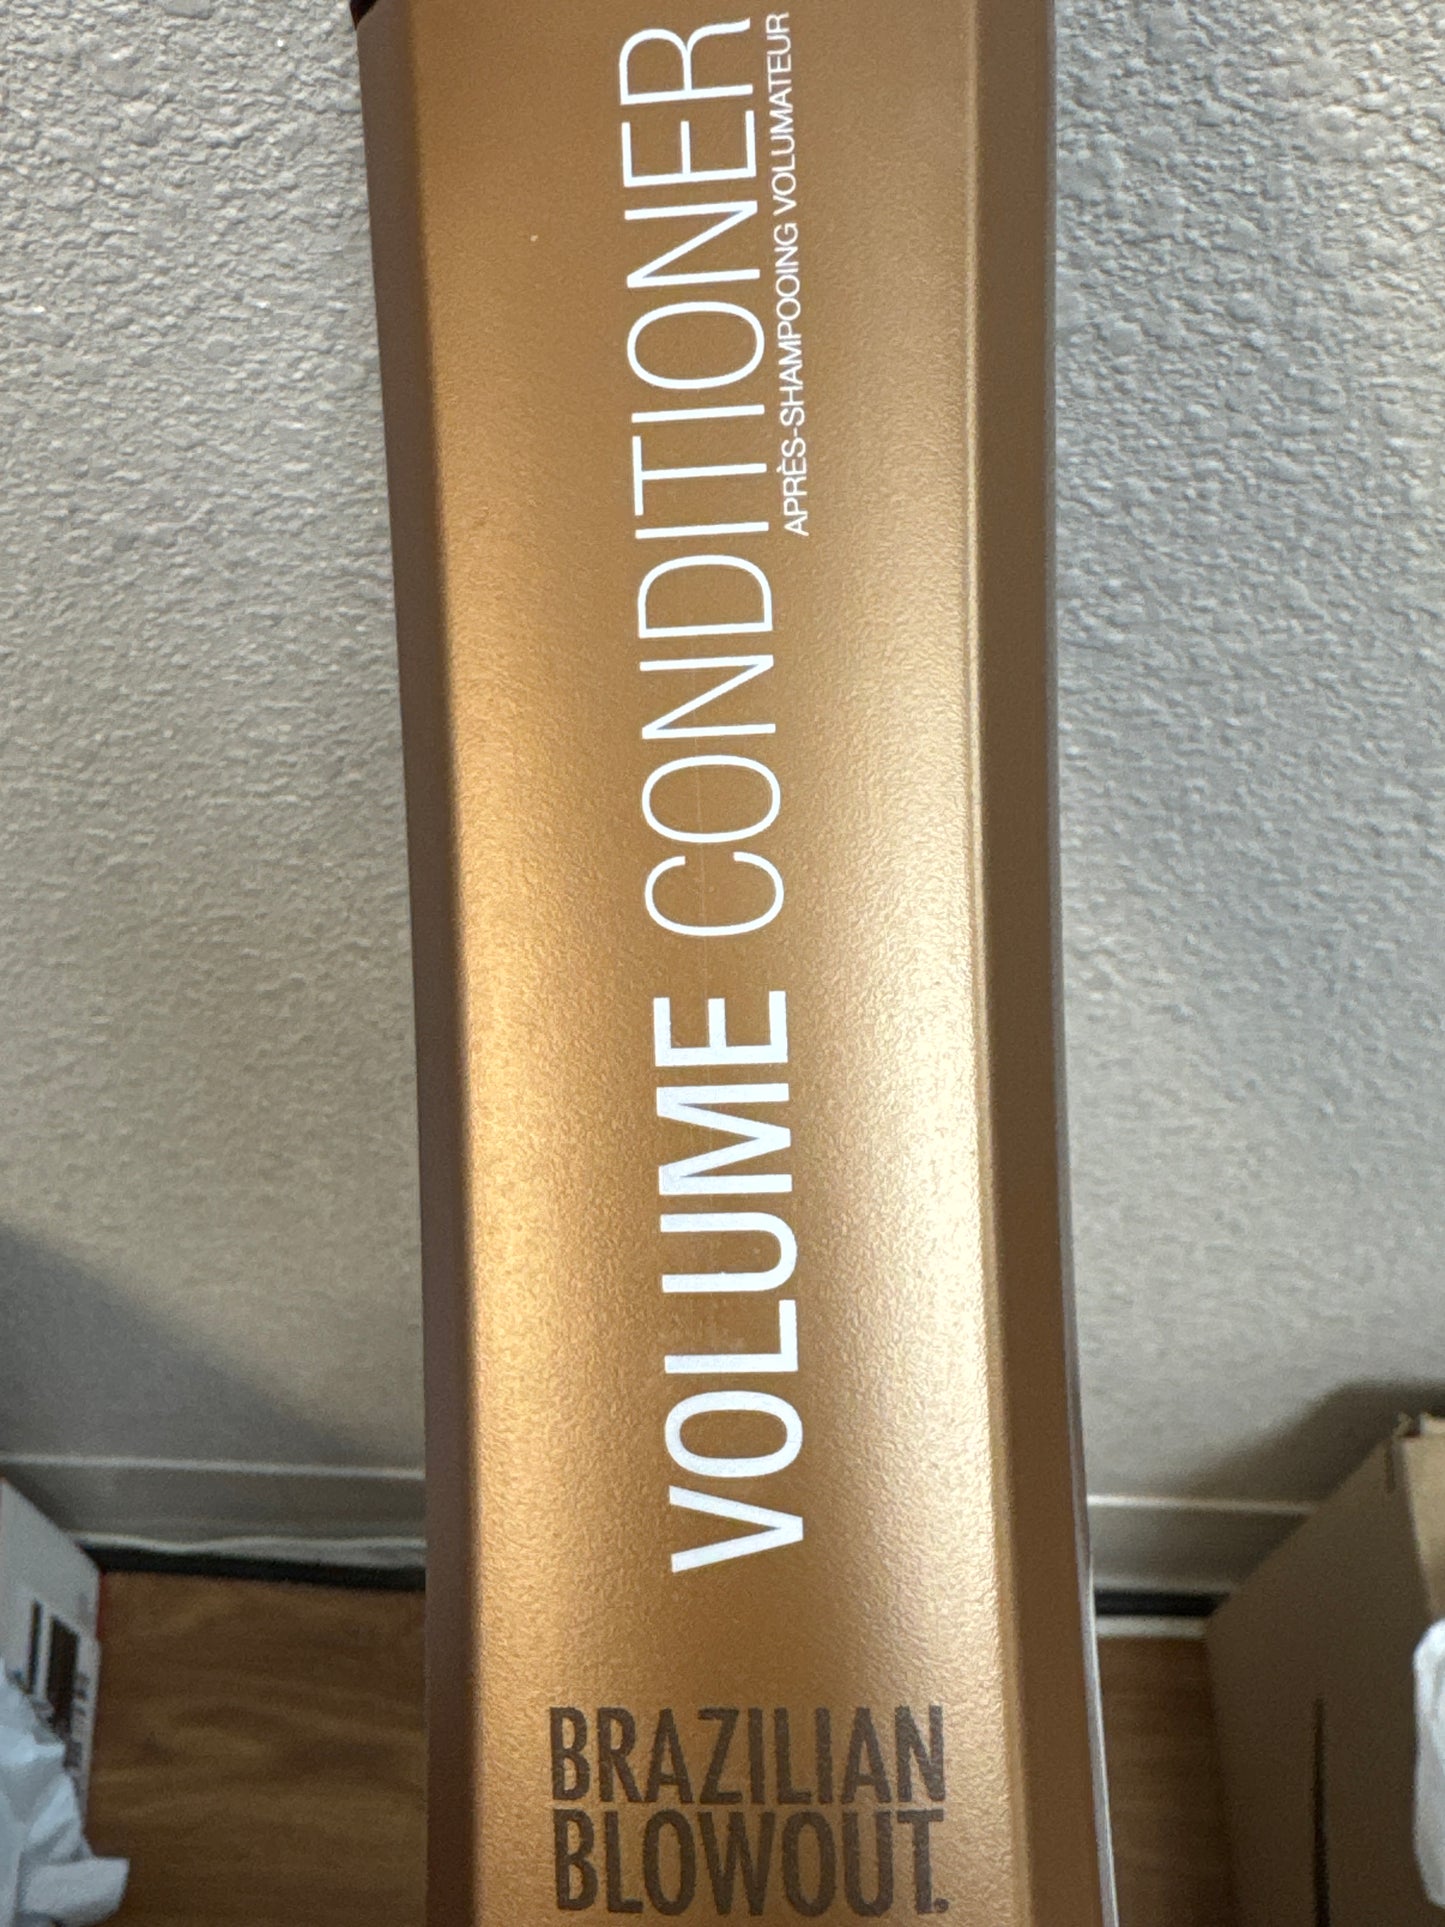 VOLUME CONDITIONER
APRÈS-SHAMPOOING VOLUMATEUR
BRAZILIAN
BLOWOUT.